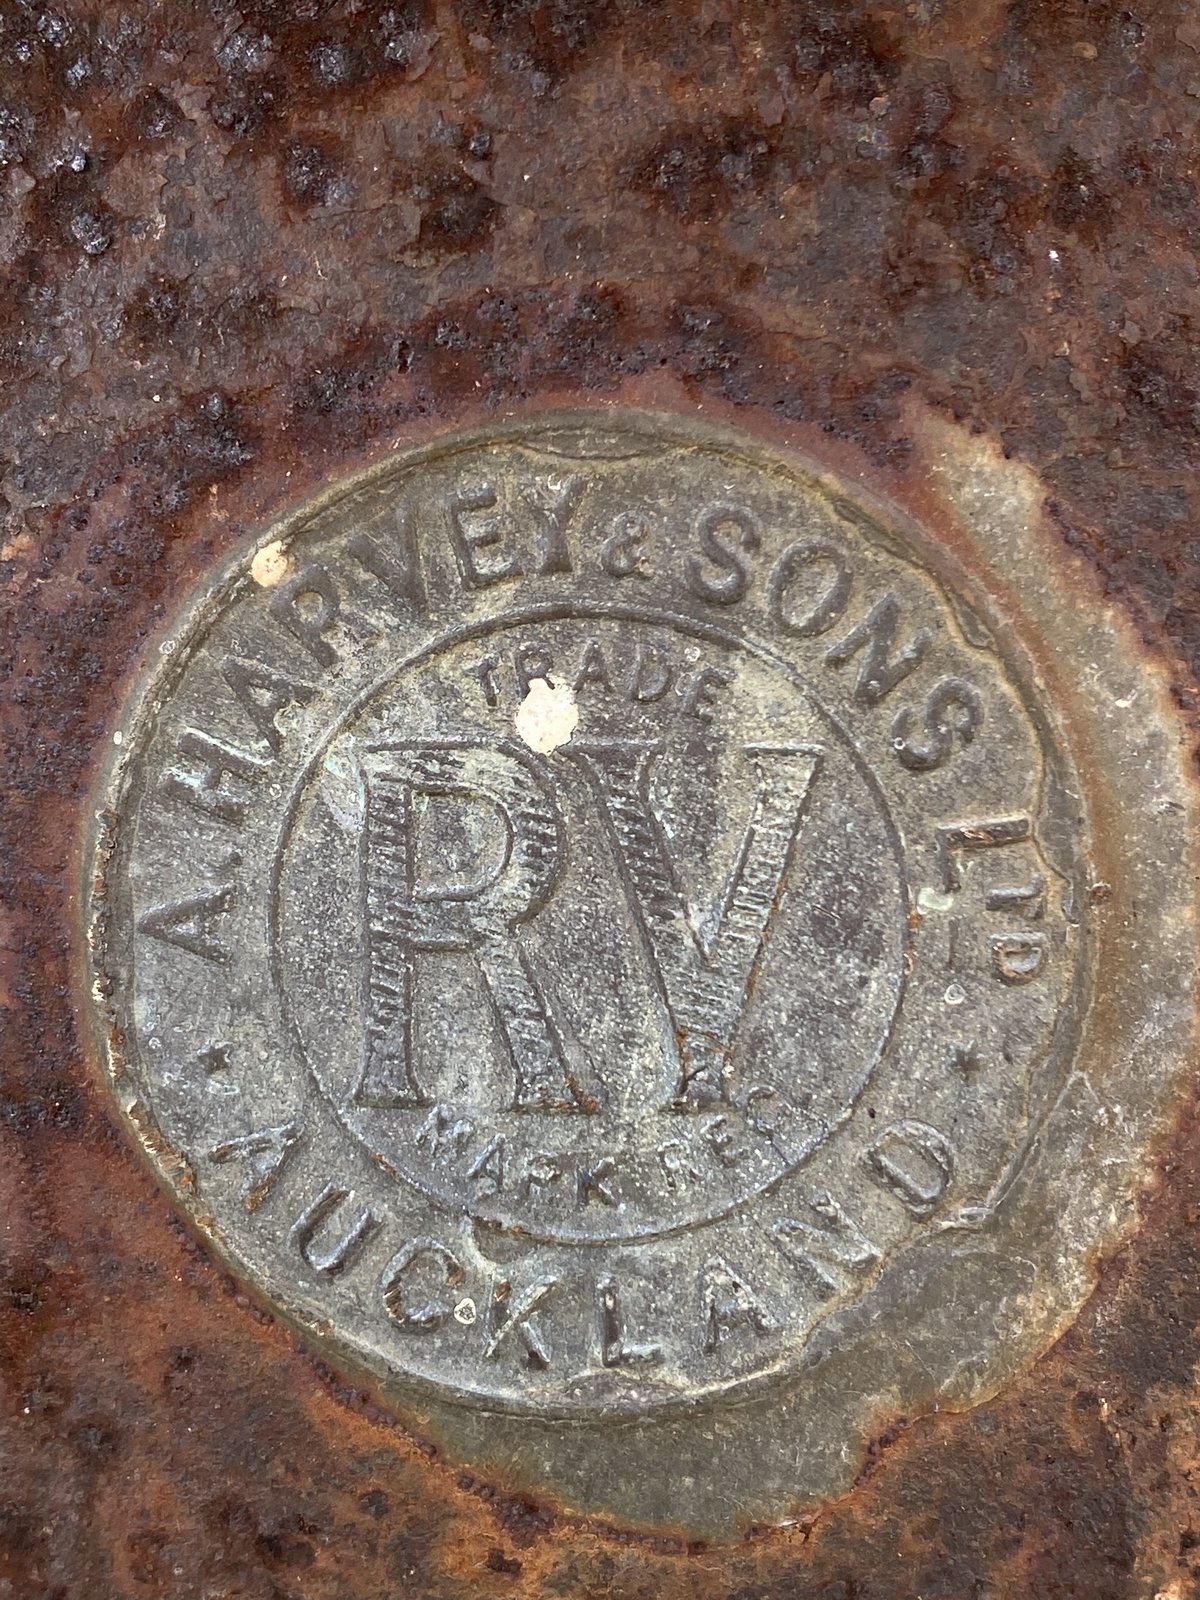 A. HARVEY & SONS LTD
TRADE
RV
MARK REG
AUCKLAND